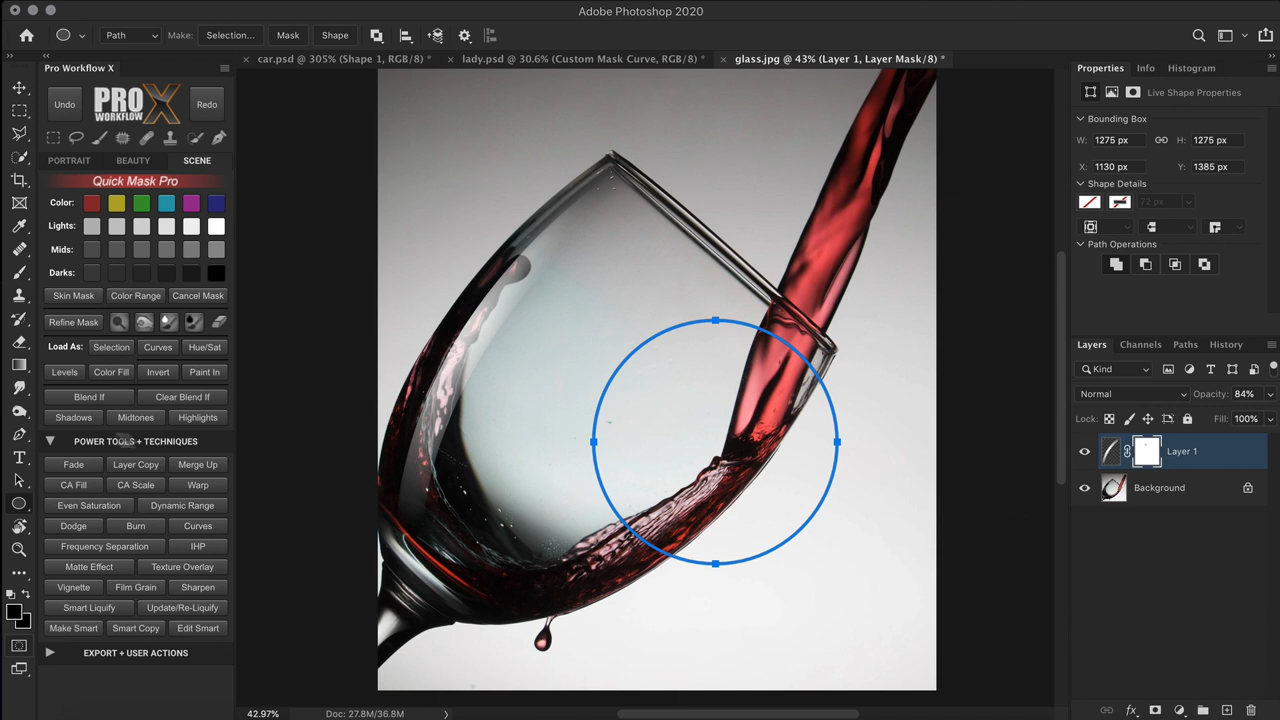 Adobe Photoshop 2020
Path Make: Selection... Mask Shape
car.psd @ 305% (Shape 1, RGB/8) * lady.psd @ 30.6% (Custom Mask Curve, RGB/8) * glass.jpg @ 43% (Layer 1, Layer Mask/8) *
Pro Workflow X
Undo PRO WORKFLOW X Redo
PORTRAIT BEAUTY SCENE
Quick Mask Pro
Color:
Lights:
Mids:
Darks:
Skin Mask Color Range Cancel Mask
Refine Mask
Load As: Selection Curves Hue/Sat
Levels Color Fill Invert Paint In
Blend If Clear Blend If
Shadows Midtones Highlights
POWER TOOLS + TECHNIQUES
Fade Layer Copy Merge Up
CA Fill CA Scale Warp
Even Saturation Dynamic Range
Dodge Burn Curves
Frequency Separation IHP
Matte Effect Texture Overlay
Vignette Film Grain Sharpen
Smart Liquify Update/Re-Liquify
Make Smart Smart Copy Edit Smart
EXPORT + USER ACTIONS
42.97% Doc: 27.8M/36.8M
Properties Info Histogram
Live Shape Properties
Bounding Box
W: 1275 px H: 1275 px
X: 1130 px Y: 1385 px
Shape Details
72 px
Path Operations
Layers Channels Paths History
Kind
Normal Opacity: 84%
Lock: Fill: 100%
Layer 1
Background